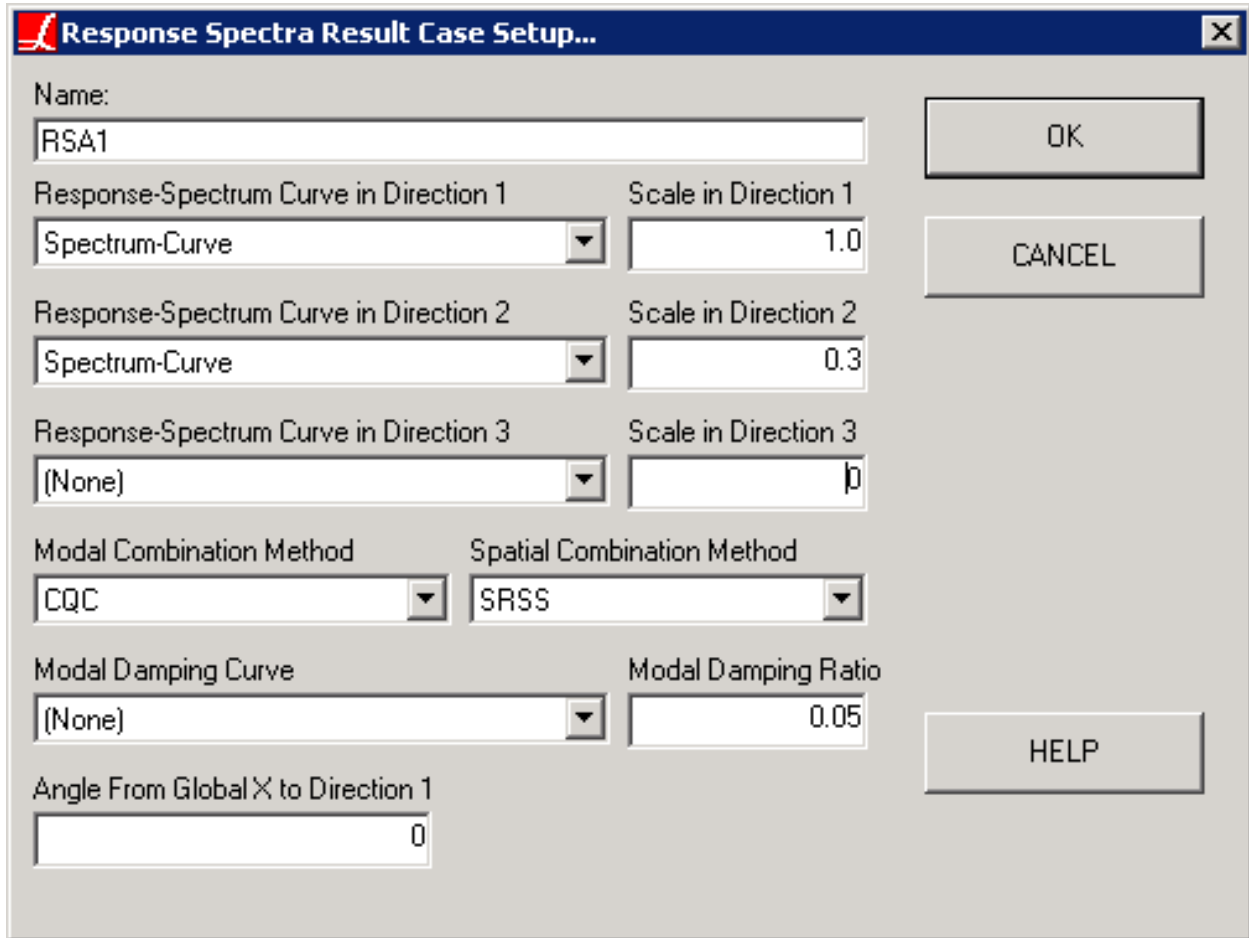 Response Spectra Result Case Setup...
Name:
RSA1
OK
Response-Spectrum Curve in Direction 1 Scale in Direction 1
Spectrum-Curve 1.0
CANCEL
Response-Spectrum Curve in Direction 2 Scale in Direction 2
Spectrum-Curve 0.3
Response-Spectrum Curve in Direction 3 Scale in Direction 3
(None) 0
Modal Combination Method Spatial Combination Method
CQC SRSS
Modal Damping Curve Modal Damping Ratio
(None) 0.05
HELP
Angle From Global X to Direction 1
0